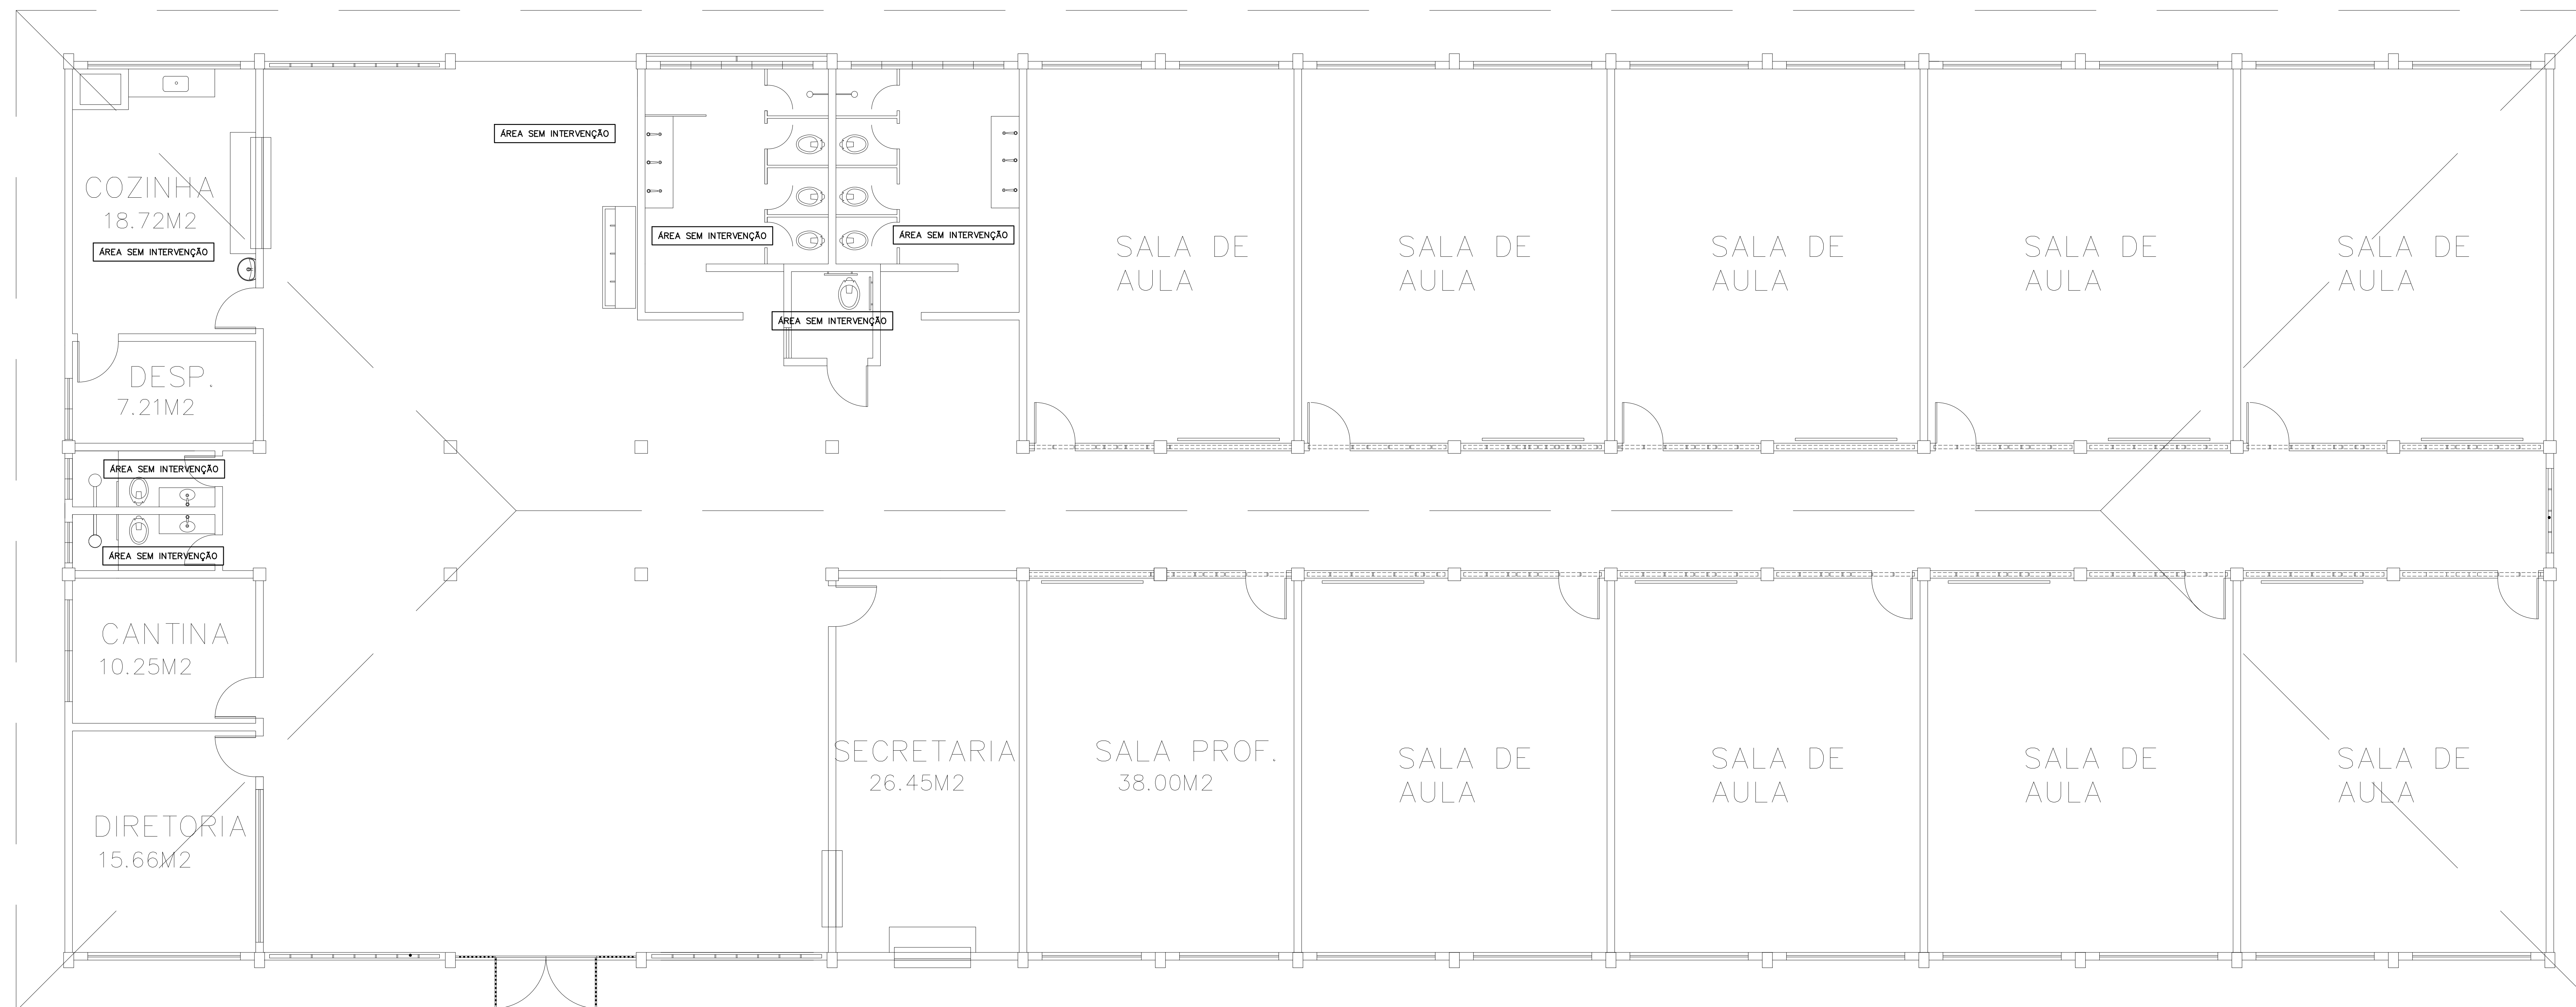 ÁREA SEM INTERVENÇÃO
COZINHA
18.72M2
ÁREA SEM INTERVENÇÃO
ÁREA SEM INTERVENÇÃO
ÁREA SEM INTERVENÇÃO
ÁREA SEM INTERVENÇÃO
SALA DE
AULA
SALA DE
AULA
SALA DE
AULA
SALA DE
AULA
SALA DE
AULA
DESP.
7.21M2
ÁREA SEM INTERVENÇÃO
ÁREA SEM INTERVENÇÃO
CANTINA
10.25M2
DIRETORIA
15.66M2
SECRETARIA
26.45M2
SALA PROF.
38.00M2
SALA DE
AULA
SALA DE
AULA
SALA DE
AULA
SALA DE
AULA